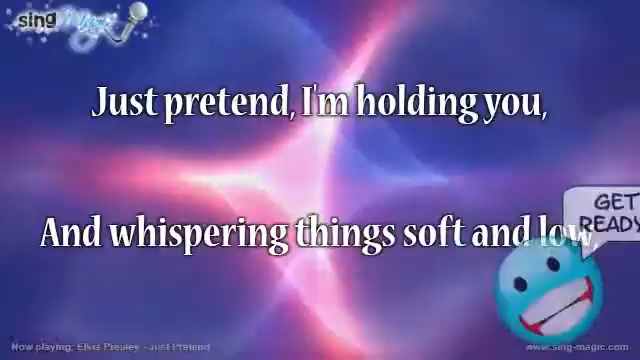 sing Magic
Just pretend, I'm holding you,
And whispering things soft and low,
GET
READY
Now playing: Elvis Presley - Just Pretend
www.sing-magic.com